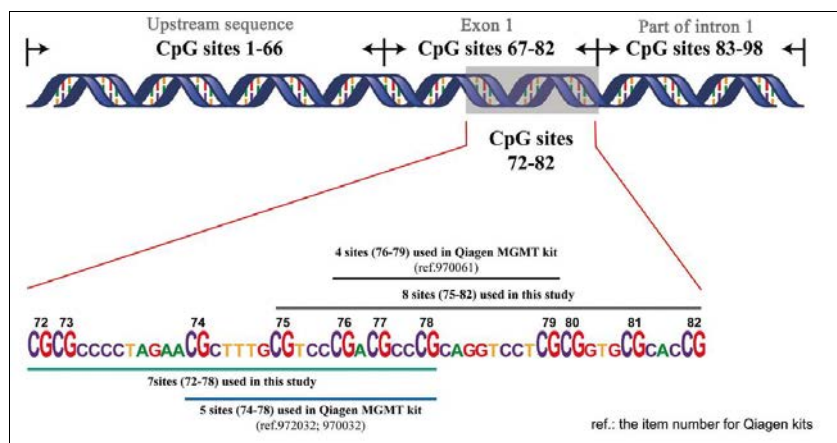 Upstream sequence Exon 1 Part of intron 1
CpG sites 1-66 CpG sites 67-82 CpG sites 83-98
CpG sites
72-82
4 sites (76-79) used in Qiagen MGMT kit
(ref.970061)
8 sites (75-82) used in this study
72 73 74 75 76 77 78 79 80 81 82
CGCGCCCCTAGAACGCTTTGCGTCCCGACGCCCGCAGGTCCTCGCGGTGCGCACCG
7sites (72-78) used in this study
5 sites (74-78) used in Qiagen MGMT kit
(ref.972032; 970032)
ref.: the item number for Qiagen kits